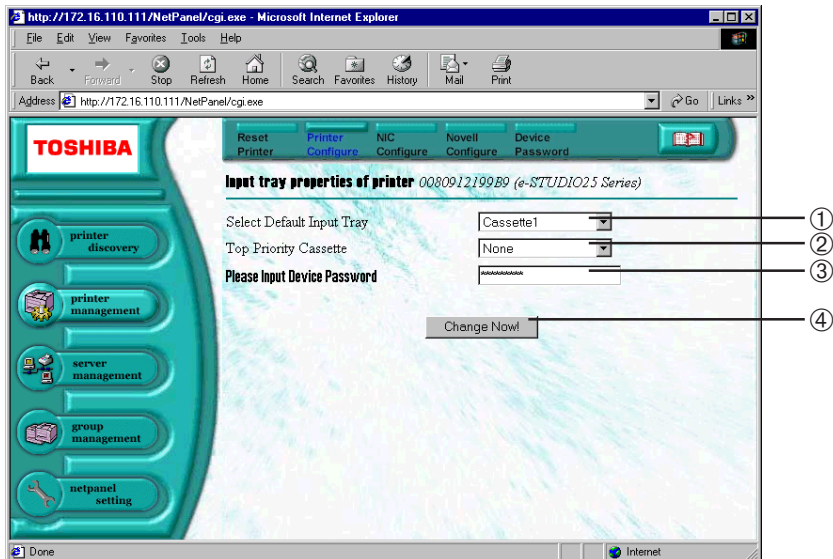 http://172.16.110.111/NetPanel/cgi.exe - Microsoft Internet Explorer
File Edit View Favorites Tools Help
Back Forward Stop Refresh Home Search Favorites History Mail Print
Address http://172.16.110.111/NetPanel/cgi.exe Go Links »
TOSHIBA
Reset Printer
Printer Configure
NIC Configure
Novell Configure
Device Password
Input tray properties of printer 0080912199B9 (e-STUDIO25 Series)
Select Default Input Tray Cassette1 ①
Top Priority Cassette None ②
Please Input Device Password ********* ③
Change Now! ④
printer discovery
printer management
server management
group management
netpanel setting
Done Internet